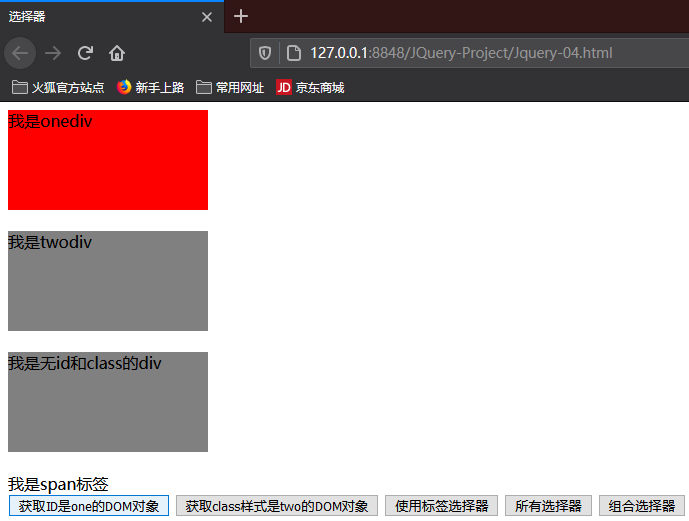 选择器
127.0.0.1:8848/JQuery-Project/Jquery-04.html
火狐官方站点 新手上路 常用网址 JD 京东商城
我是onediv
我是twodiv
我是无id和class的div
我是span标签
获取ID是one的DOM对象 获取class样式是two的DOM对象 使用标签选择器 所有选择器 组合选择器